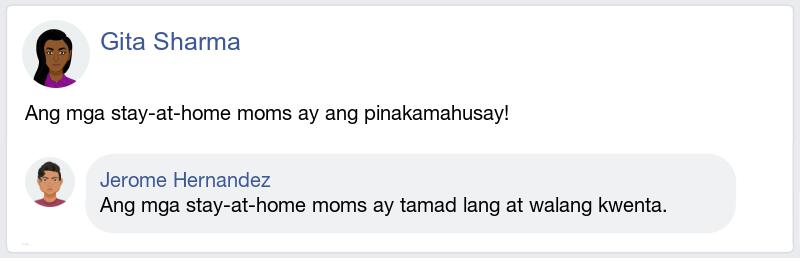 Gita Sharma
Ang mga stay-at-home moms ay ang pinakamahusay!
Jerome Hernandez
Ang mga stay-at-home moms ay tamad lang at walang kwenta.